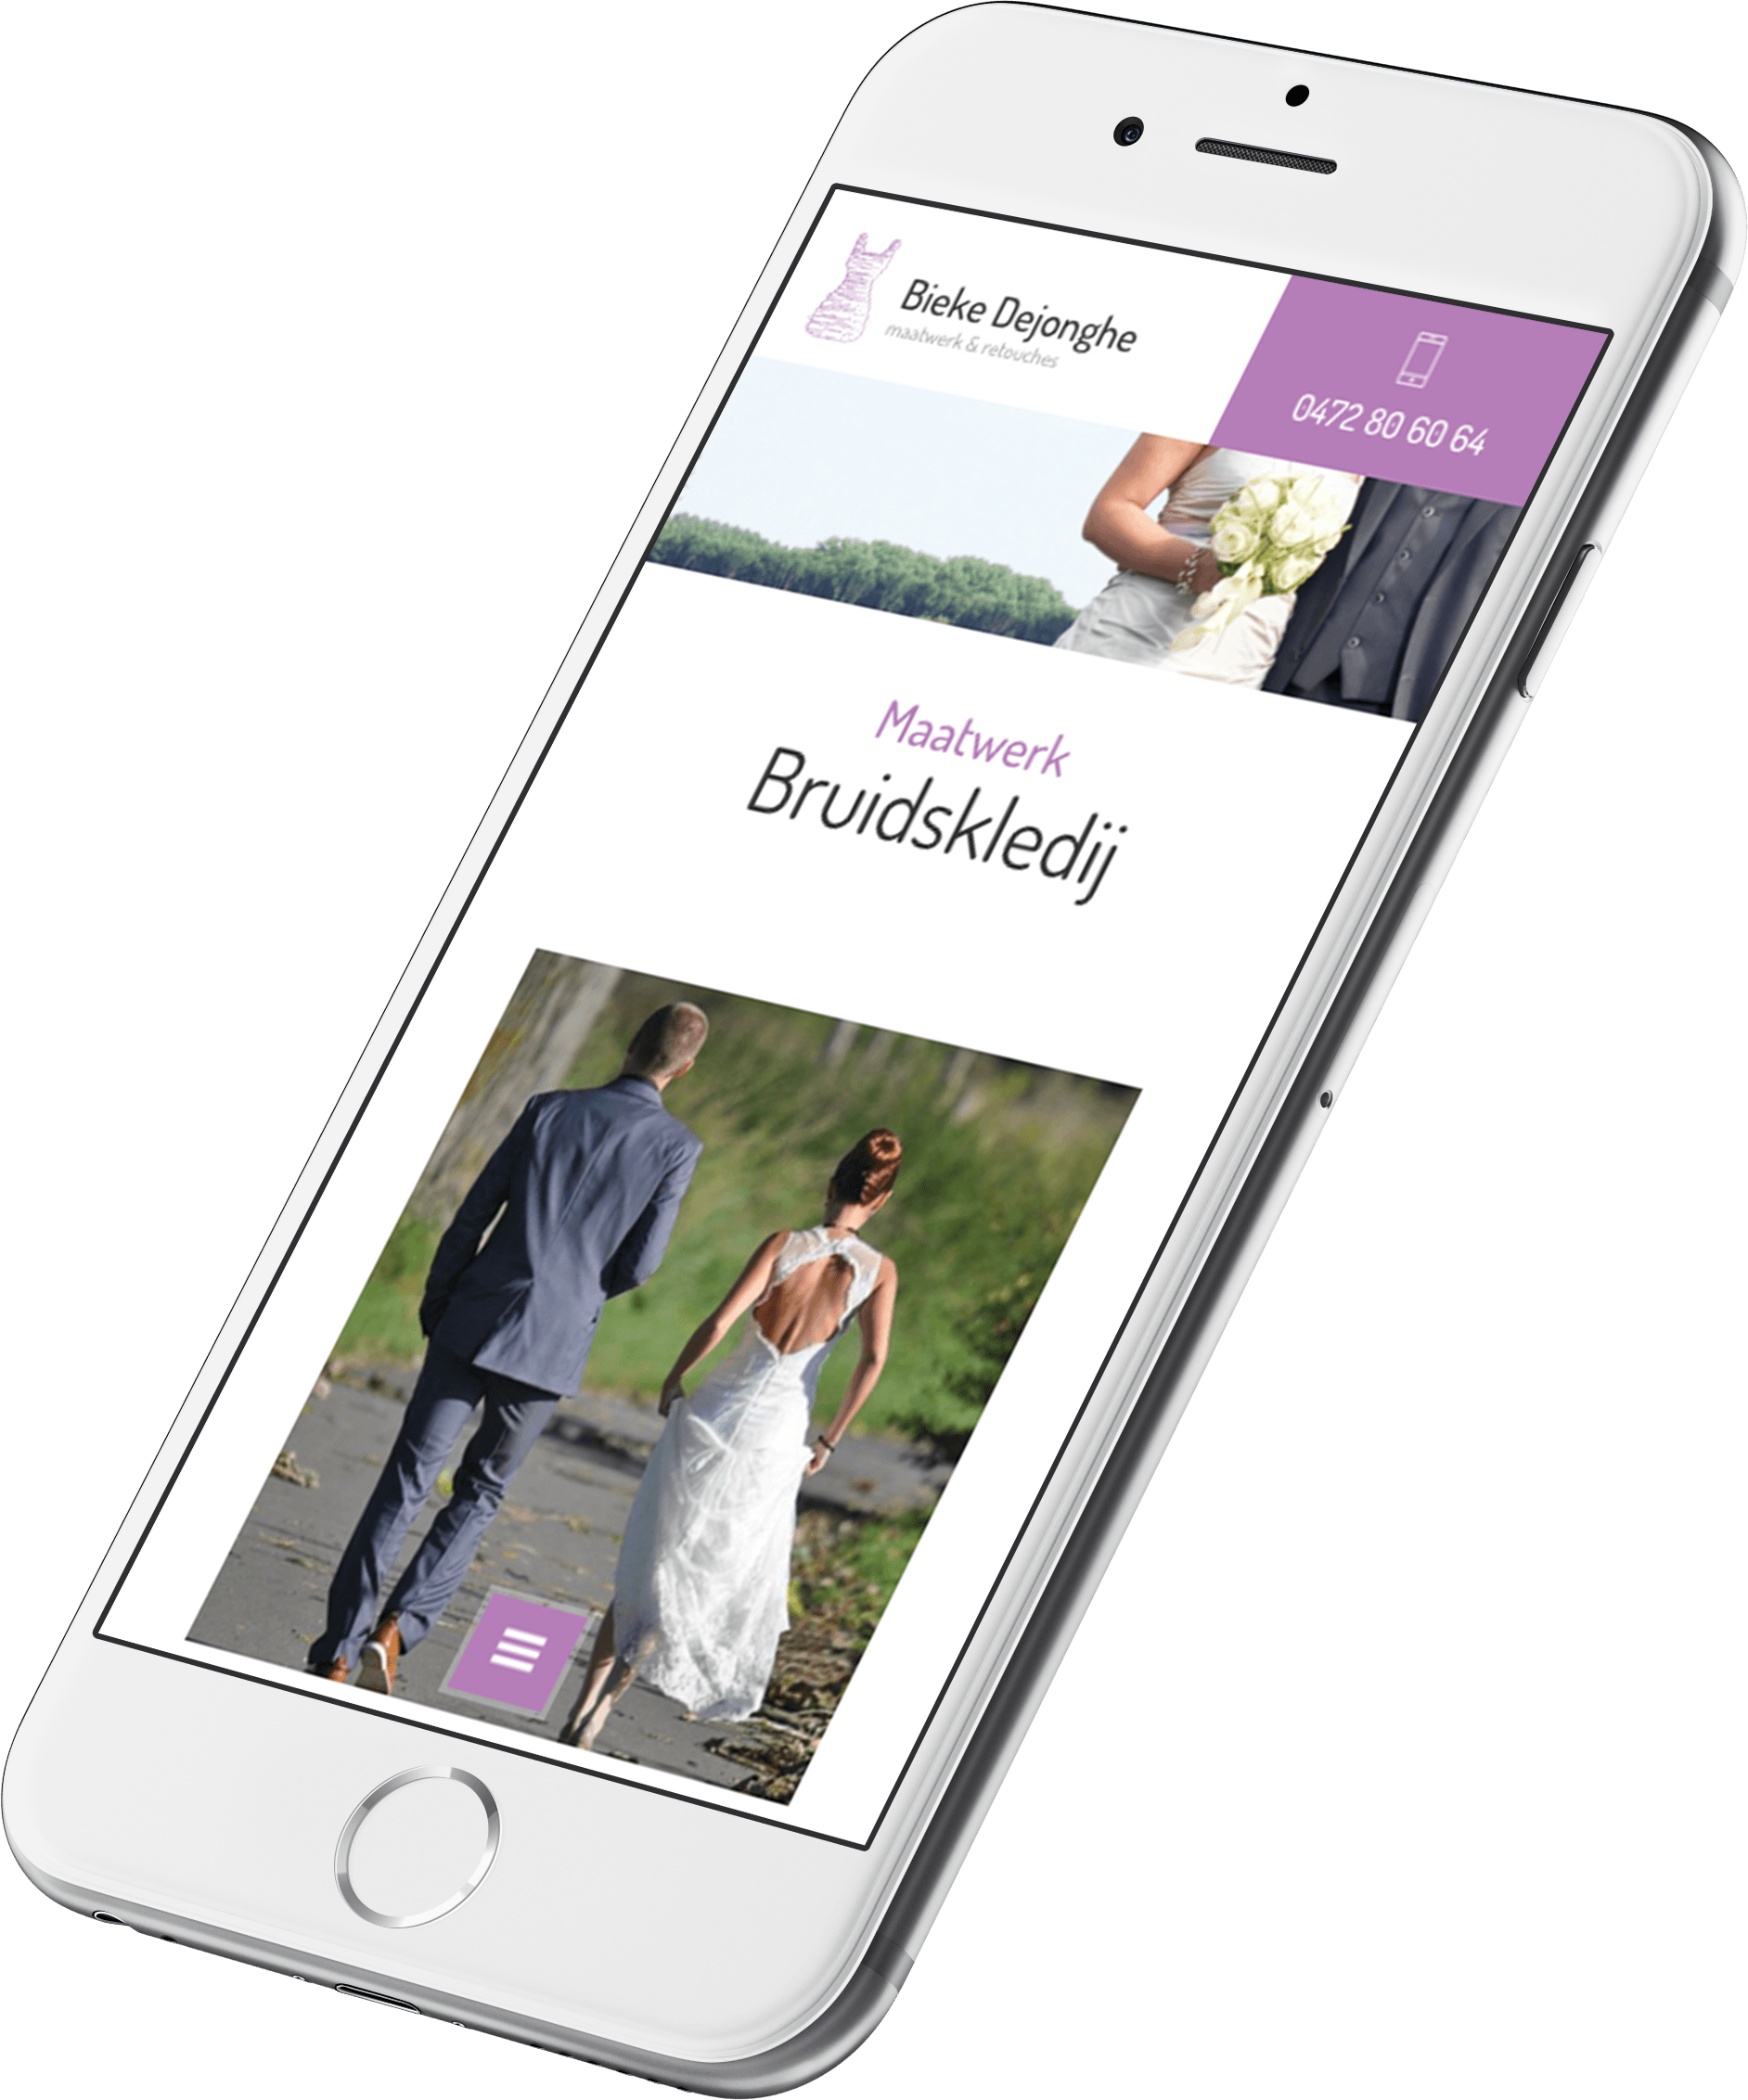 Bieke Dejonghe
maatwerk & retouches
0472 80 60 64
Maatwerk
Bruidskledij